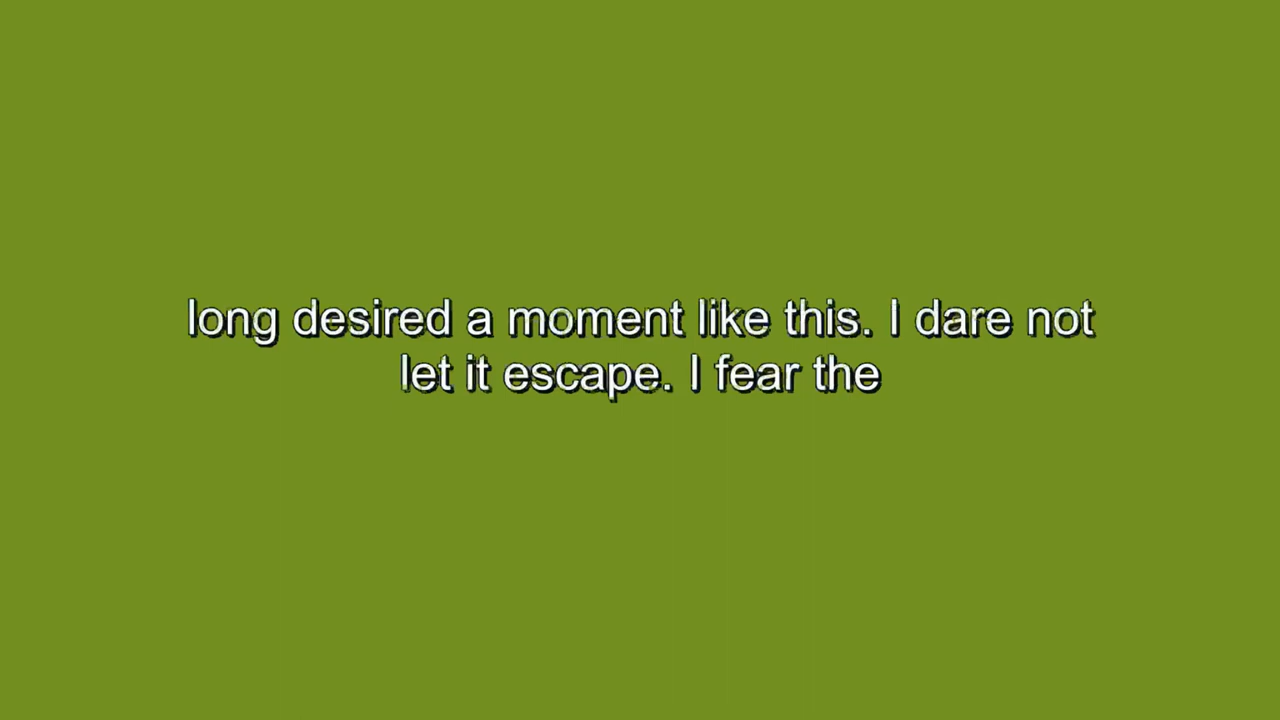 long desired a moment like this. I dare not
let it escape. I fear the